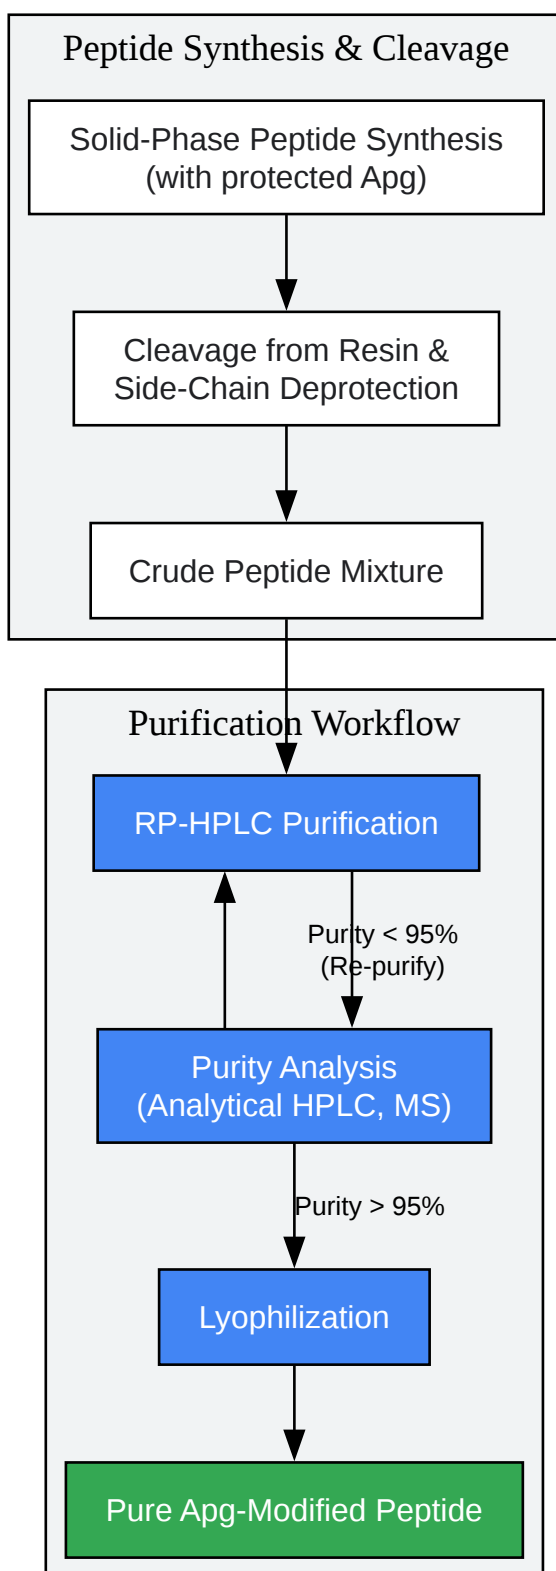 Peptide Synthesis & Cleavage
Solid-Phase Peptide Synthesis
(with protected Apg)
Cleavage from Resin &
Side-Chain Deprotection
Crude Peptide Mixture
Purification Workflow
RP-HPLC Purification
Purity < 95%
(Re-purify)
Purity Analysis
(Analytical HPLC, MS)
Purity > 95%
Lyophilization
Pure Apg-Modified Peptide